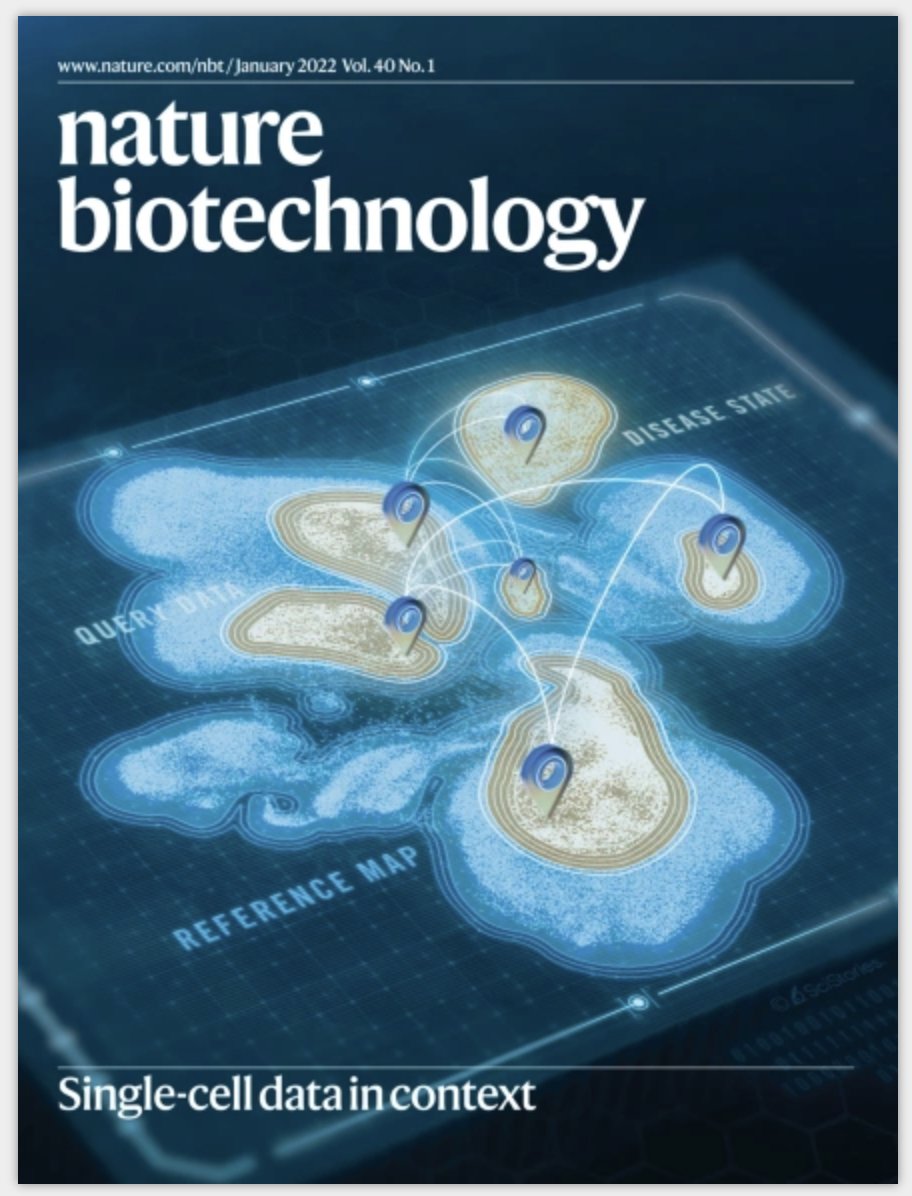 www.nature.com/nbt / January 2022 Vol. 40 No. 1
nature
biotechnology
DISEASE STATE
QUERY DATA
REFERENCE MAP
© SciStories
Single-cell data in context